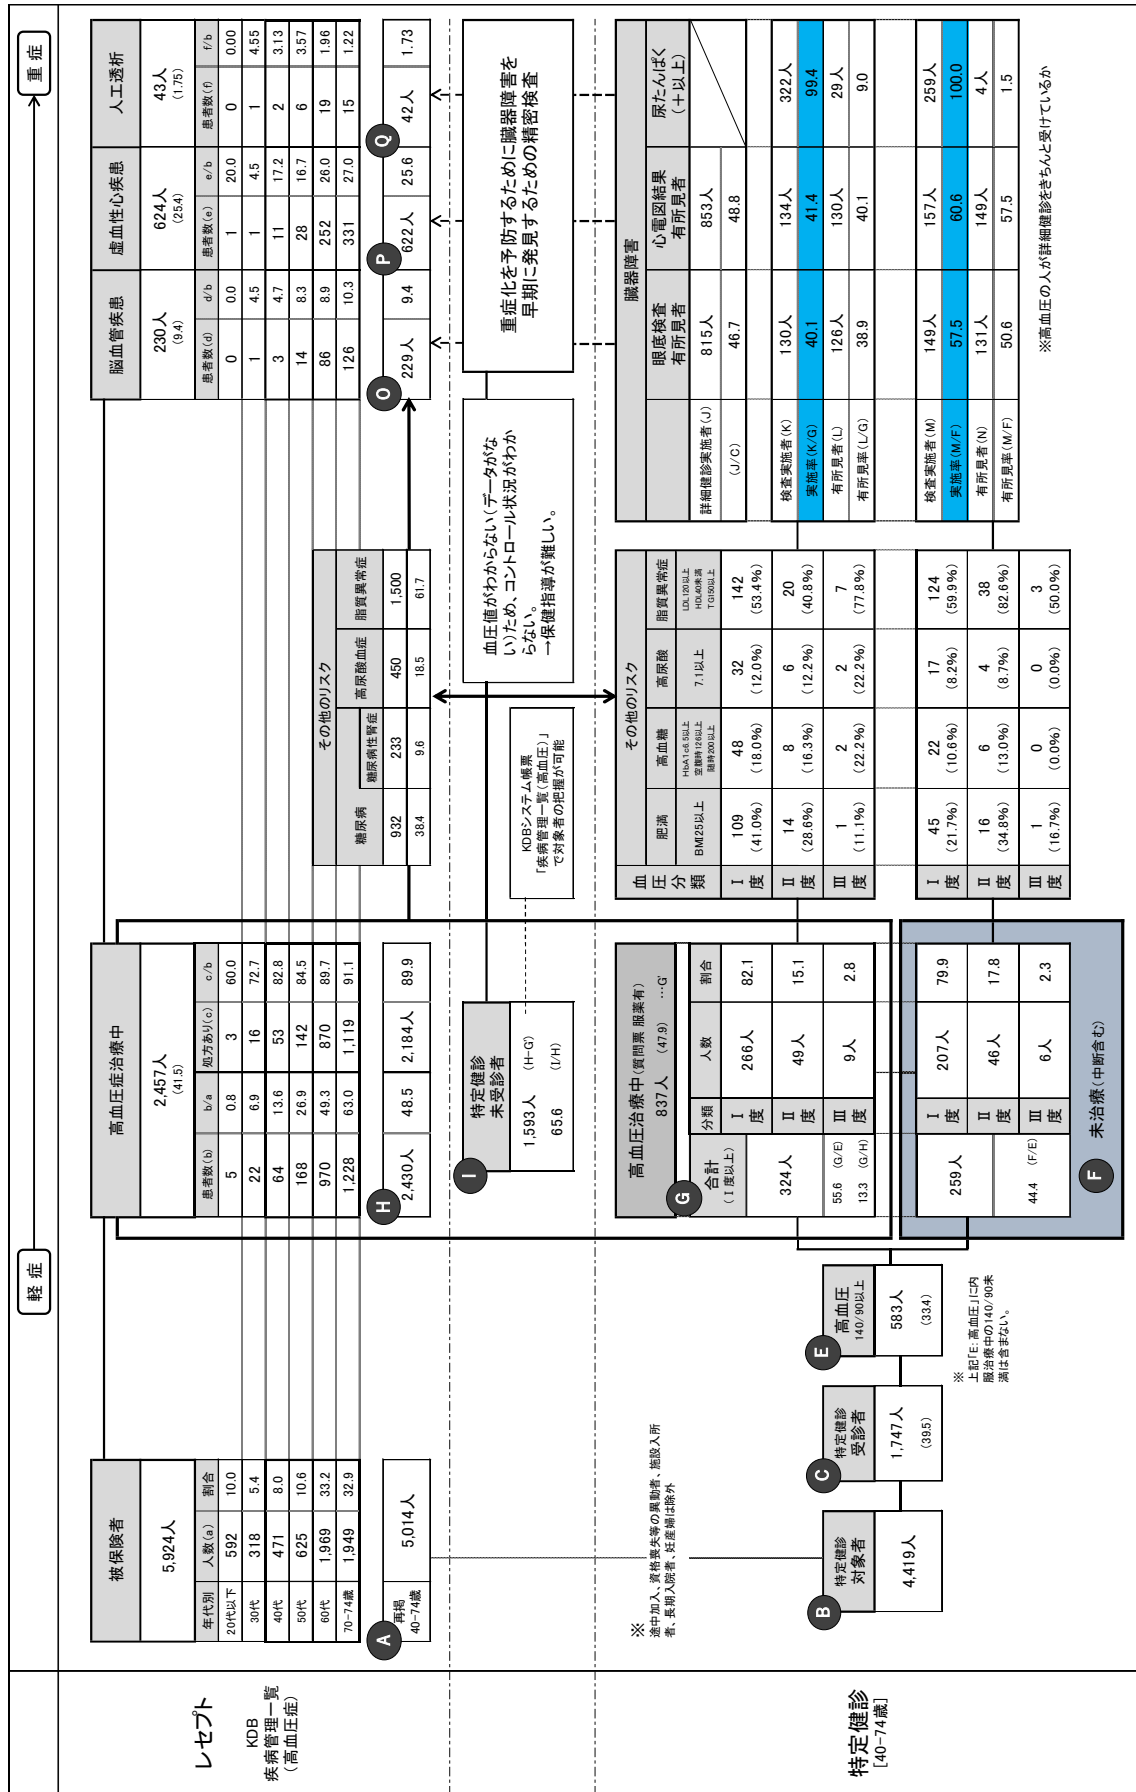 軽症
重症
レセプト
KDB
疾病管理一覧
(高血圧症)
被保険者
5,924人
年代別 人数(a) 割合
20代以下 592 10.0
30代 318 5.4
40代 471 8.0
50代 625 10.6
60代 1,969 33.2
70-74歳 1,949 32.9
A
再掲
40-74歳 5,014人
高血圧症治療中
2,457人
(41.5)
患者数(b) b/a 処方あり(c) c/b
5 0.8 3 60.0
22 6.9 16 72.7
64 13.6 53 82.8
168 26.9 142 84.5
970 49.3 870 89.7
1,228 63.0 1,119 91.1
H
2,430人 48.5 2,184人 89.9
脳血管疾患 虚血性心疾患 人工透析
230人 624人 43人
(9.4) (25.4) (1.75)
患者数(d) d/b 患者数(e) e/b 患者数(f) f/b
0 0.0 1 20.0 0 0.00
1 4.5 1 4.5 1 4.55
3 4.7 11 17.2 2 3.13
14 8.3 28 16.7 6 3.57
86 8.9 252 26.0 19 1.96
126 10.3 331 27.0 15 1.22
O P Q
229人 9.4 622人 25.6 42人 1.73
その他のリスク
糖尿病 糖尿病性腎症 高尿酸血症 脂質異常症
932 233 450 1,500
38.4 9.6 18.5 61.7
I
特定健診
未受診者
1,593人 (H-G')
65.6 (I/H)
KDBシステム帳票
「疾病管理一覧(高血圧)」
で対象者の把握が可能
血圧値がわからない(データがな
い)ため、コントロール状況がわか
らない。
→保健指導が難しい。
重症化を予防するために臓器障害を
早期に発見するための精密検査
特定健診
[40-74歳]
※
途中加入、資格喪失等の異動者、施設入所
者、長期入院者、妊産婦は除外
B
特定健診
対象者
4,419人
C
特定健診
受診者
1,747人
(39.5)
E
高血圧
140/90以上
583人
(33.4)
※
上記「E:高血圧」に内
服治療中の140/90未
満は含まない。
高血圧治療中(質問票 服薬有)
837人 (47.9) …G'
G
合計
(Ⅰ度以上)
分類 人数 割合
324人
55.6 (G/E)
13.3 (G/H)
Ⅰ度 266人 82.1
Ⅱ度 49人 15.1
Ⅲ度 9人 2.8
259人
44.4 (F/E)
Ⅰ度 207人 79.9
Ⅱ度 46人 17.8
Ⅲ度 6人 2.3
F
未治療(中断含む)
血圧分類
その他のリスク
肥満 高血糖 高尿酸 脂質異常症
BMI25以上
HbA1c6.5以上
空腹時126以上
随時200以上
7.1以上
LDL120以上
HDL40未満
TG150以上
Ⅰ度 109 48 32 142
(41.0%) (18.0%) (12.0%) (53.4%)
Ⅱ度 14 8 6 20
(28.6%) (16.3%) (12.2%) (40.8%)
Ⅲ度 1 2 2 7
(11.1%) (22.2%) (22.2%) (77.8%)
Ⅰ度 45 22 17 124
(21.7%) (10.6%) (8.2%) (59.9%)
Ⅱ度 16 6 4 38
(34.8%) (13.0%) (8.7%) (82.6%)
Ⅲ度 1 0 0 3
(16.7%) (0.0%) (0.0%) (50.0%)
臓器障害
眼底検査
有所見者
心電図結果
有所見者
尿たんぱく
(+以上)
詳細健診実施者(J) 815人 853人
(J/C) 46.7 48.8
検査実施者(K) 130人 134人 322人
実施率(K/G) 40.1 41.4 99.4
有所見者(L) 126人 130人 29人
有所見率(L/G) 38.9 40.1 9.0
検査実施者(M) 149人 157人 259人
実施率(M/F) 57.5 60.6 100.0
有所見者(N) 131人 149人 4人
有所見率(M/F) 50.6 57.5 1.5
※高血圧の人が詳細健診をきちんと受けているか